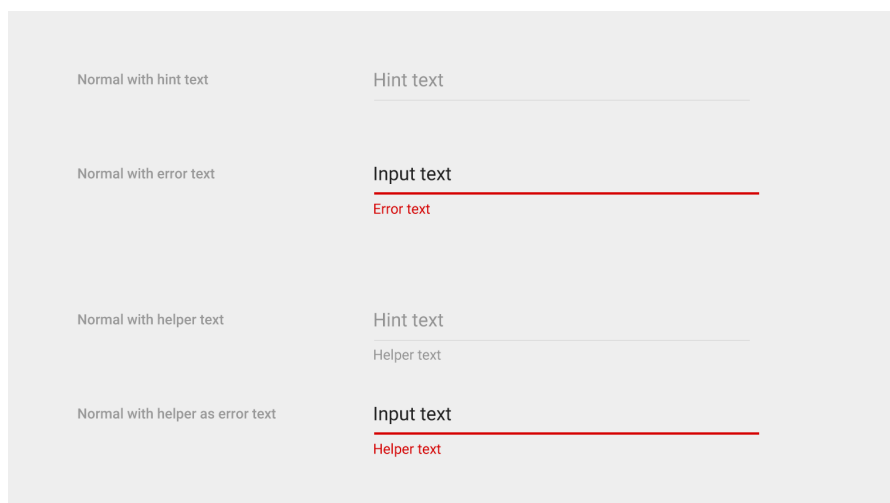 Normal with hint text
Hint text
Normal with error text
Input text
Error text
Normal with helper text
Hint text
Helper text
Normal with helper as error text
Input text
Helper text